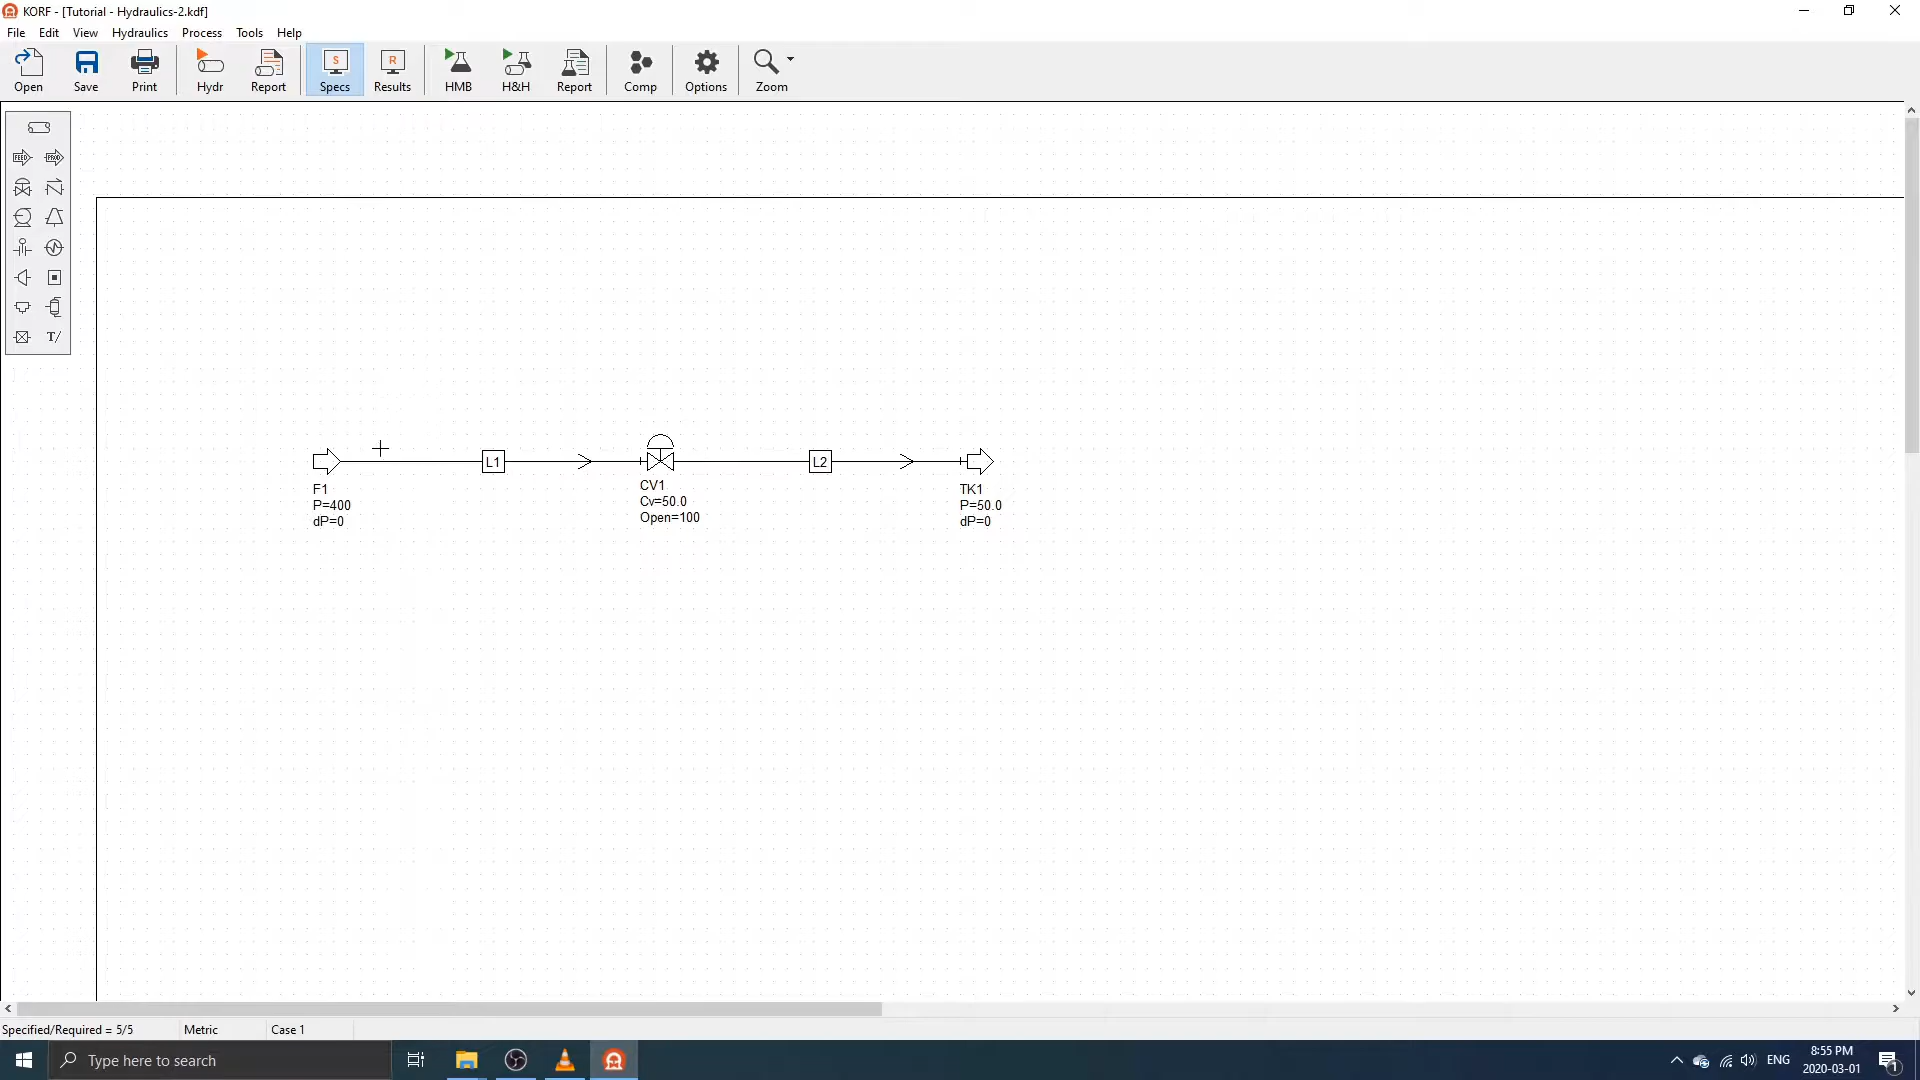 KORF - [Tutorial - Hydraulics-2.kdf]
File Edit View Hydraulics Process Tools Help
Open Save Print Hydr Report Specs Results HMB H&H Report Comp Options Zoom
S R
FEED PROD
T/
L1 L2
F1 CV1 TK1
P=400 Cv=50.0 P=50.0
dP=0 Open=100 dP=0
Specified/Required = 5/5 Metric Case 1
Type here to search
ENG 8:55 PM
2020-03-01
1